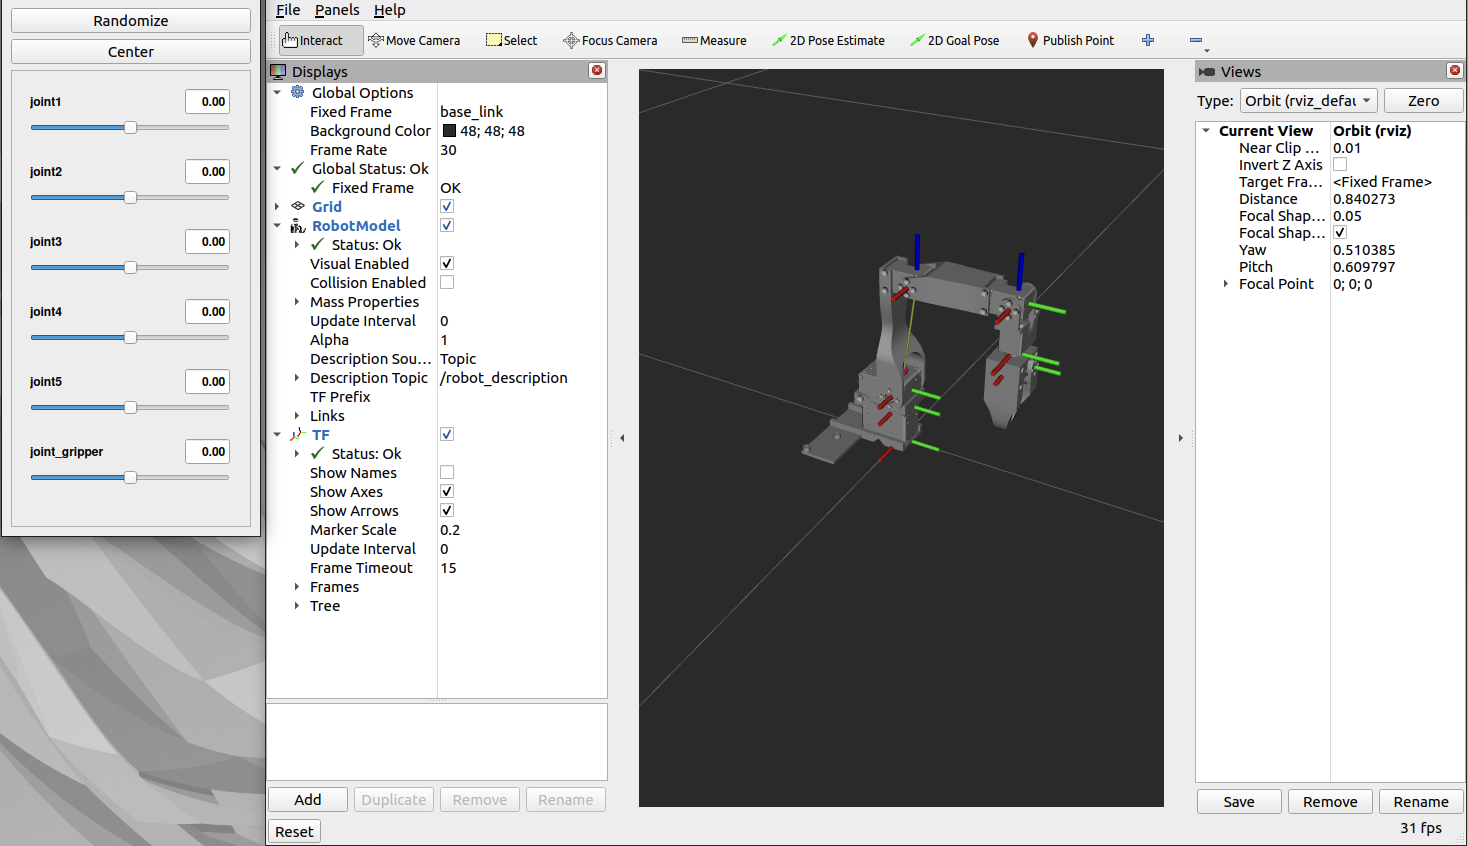 Randomize
Center
joint1 0.00
joint2 0.00
joint3 0.00
joint4 0.00
joint5 0.00
joint_gripper 0.00
File Panels Help
Interact Move Camera Select Focus Camera Measure 2D Pose Estimate 2D Goal Pose Publish Point
Displays
Global Options
Fixed Frame base_link
Background Color 48; 48; 48
Frame Rate 30
Global Status: Ok
Fixed Frame OK
Grid
RobotModel
Status: Ok
Visual Enabled
Collision Enabled
Mass Properties
Update Interval 0
Alpha 1
Description Sou... Topic
Description Topic /robot_description
TF Prefix
Links
TF
Status: Ok
Show Names
Show Axes
Show Arrows
Marker Scale 0.2
Update Interval 0
Frame Timeout 15
Frames
Tree
Add Duplicate Remove Rename
Reset
Views
Type: Orbit (rviz_defau Zero
Current View Orbit (rviz)
Near Clip ... 0.01
Invert Z Axis
Target Fra... <Fixed Frame>
Distance 0.840273
Focal Shap... 0.05
Focal Shap...
Yaw 0.510385
Pitch 0.609797
Focal Point 0; 0; 0
Save Remove Rename
31 fps